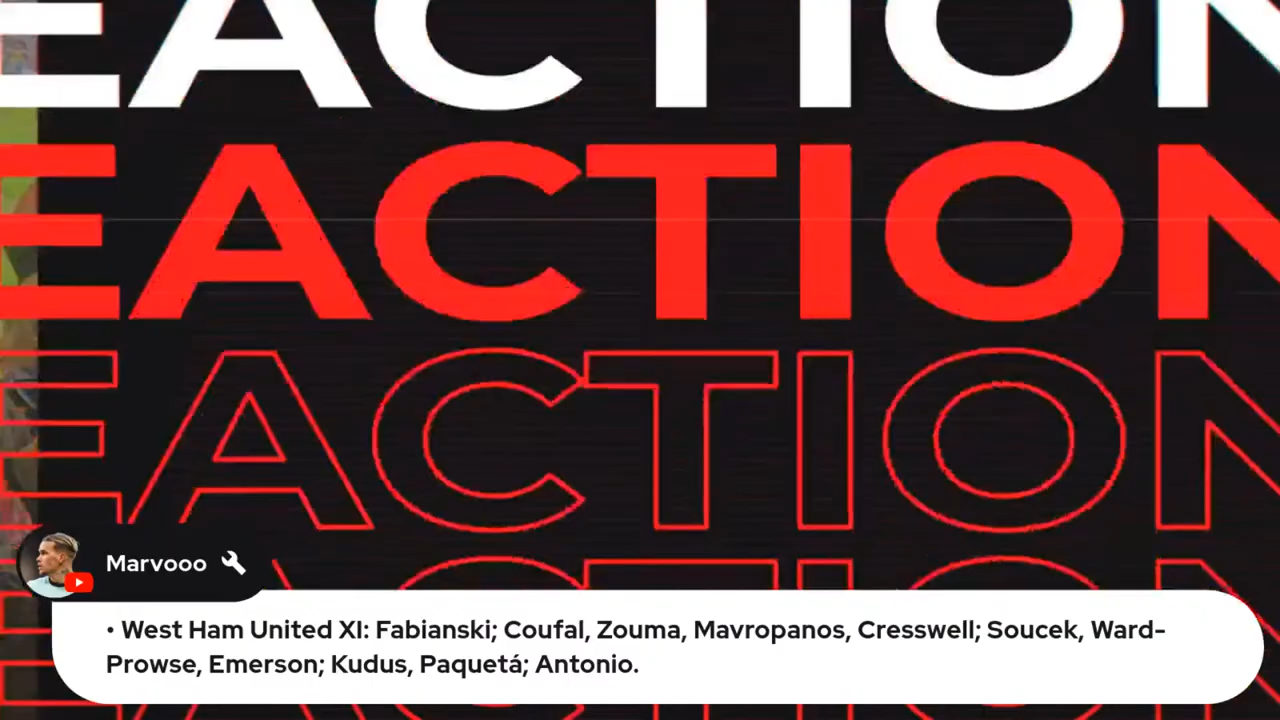 EACTION
EACTION
EACTION
EACTION
Marvooo
• West Ham United XI: Fabianski; Coufal, Zouma, Mavropanos, Cresswell; Soucek, Ward-
Prowse, Emerson; Kudus, Paquetá; Antonio.